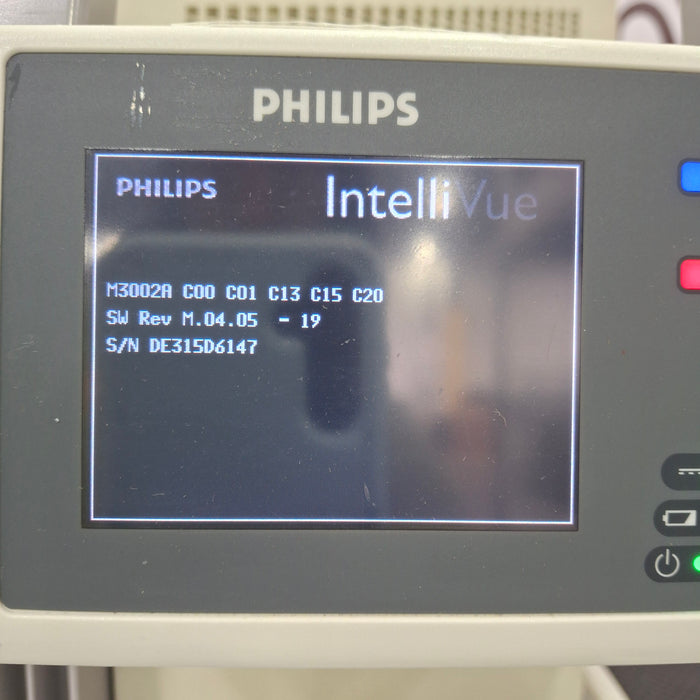 PHILIPS
PHILIPS IntelliVue
M3002A C00 C01 C13 C15 C20
SW Rev M.04.05 - 19
S/N DE315D6147